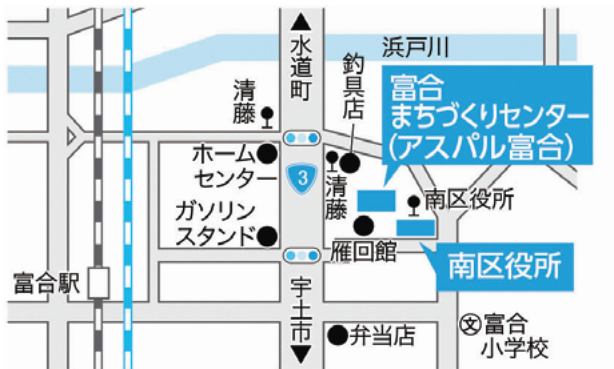 水道町
浜戸川
釣具店
清藤
富合
まちづくりセンター
(アスパル富合)
ホーム
センター
3
清藤
南区役所
ガソリン
スタンド
雁回館
南区役所
富合駅
宇土市
弁当店
文
富合
小学校